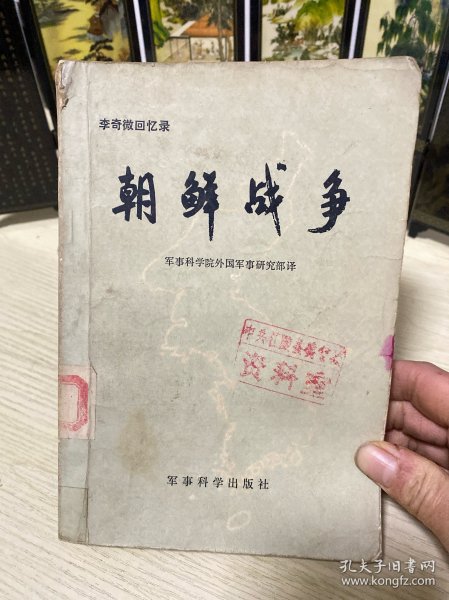 李奇微回忆录
朝鲜战争
军事科学院外国军事研究部译
资料室
军事科学出版社
孔夫子旧书网
www.kongfz.com